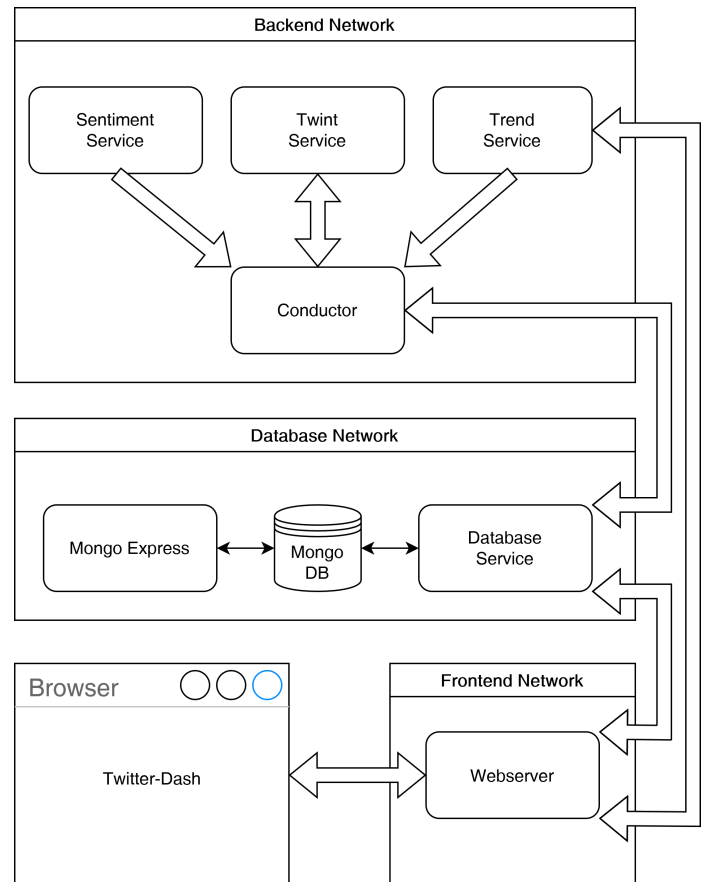 Backend Network
Sentiment
Service
Twint
Service
Trend
Service
Conductor
Database Network
Mongo Express
Mongo
DB
Database
Service
Browser
Twitter-Dash
Frontend Network
Webserver